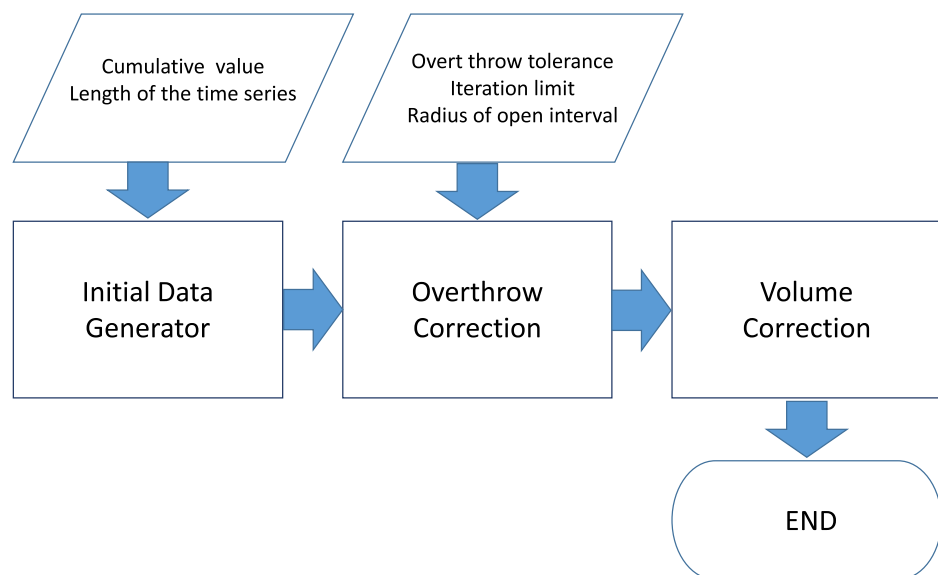 Cumulative value
Length of the time series
Overt throw tolerance
Iteration limit
Radius of open interval
Initial Data
Generator
Overthrow
Correction
Volume
Correction
END